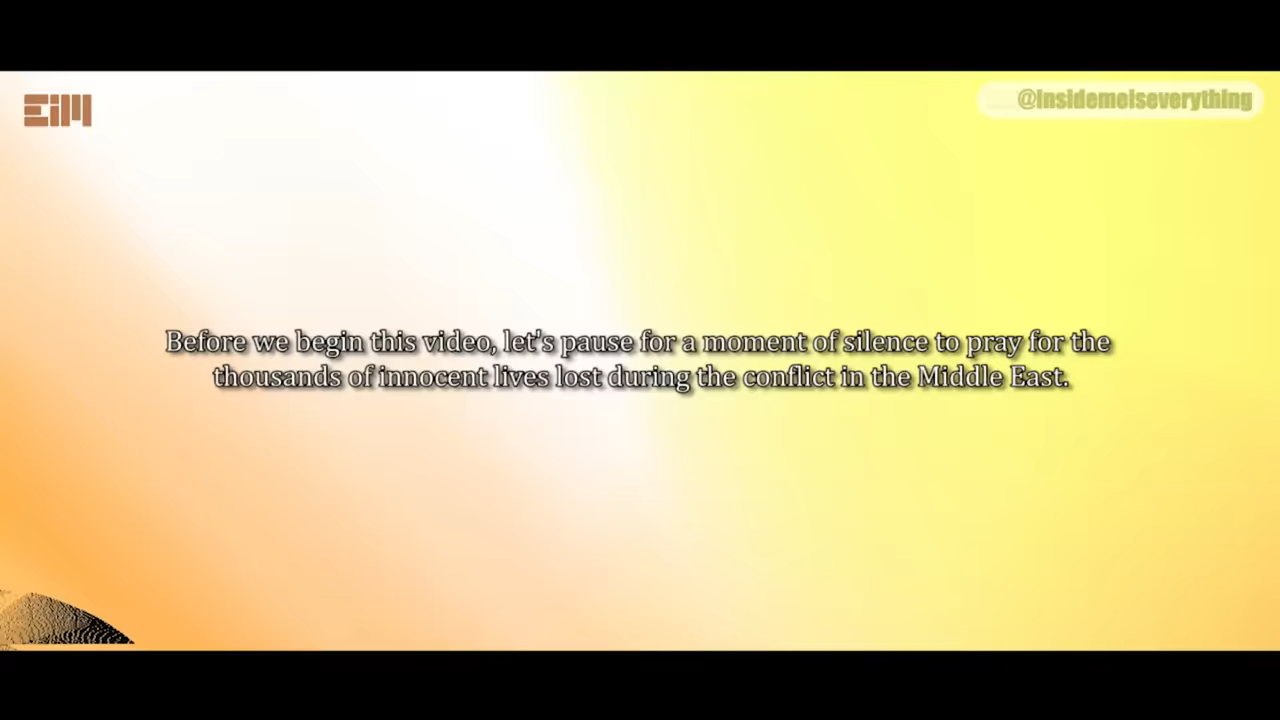 EiM
@insidemeiseverything
Before we begin this video, let's pause for a moment of silence to pray for the
thousands of innocent lives lost during the conflict in the Middle East.